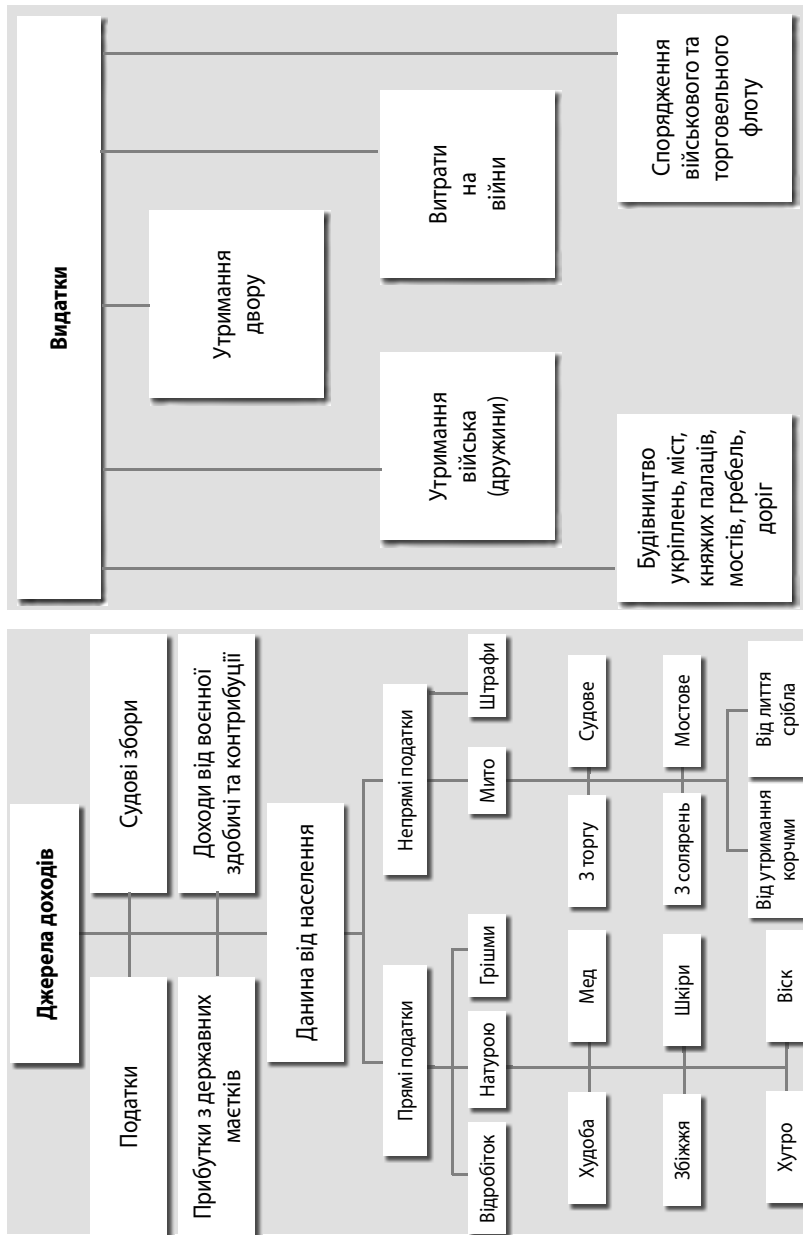 Джерела доходів
Податки
Судові збори
Прибутки з державних
маєтків
Доходи від воєнної
здобичі та контрибуції
Данина від населення
Прямі податки
Непрямі податки
Відробіток
Натурою
Грішми
Мито
Штрафи
Худоба
Мед
З торгу
Судове
Збіжжя
Шкіри
З солярень
Мостове
Хутро
Віск
Від утримання
корчми
Від лиття
срібла
Видатки
Утримання
двору
Утримання
війська
(дружини)
Витрати
на
війни
Будівництво
укріплень, міст,
княжих палаців,
мостів, гребель,
доріг
Спорядження
військового та
торговельного
флоту